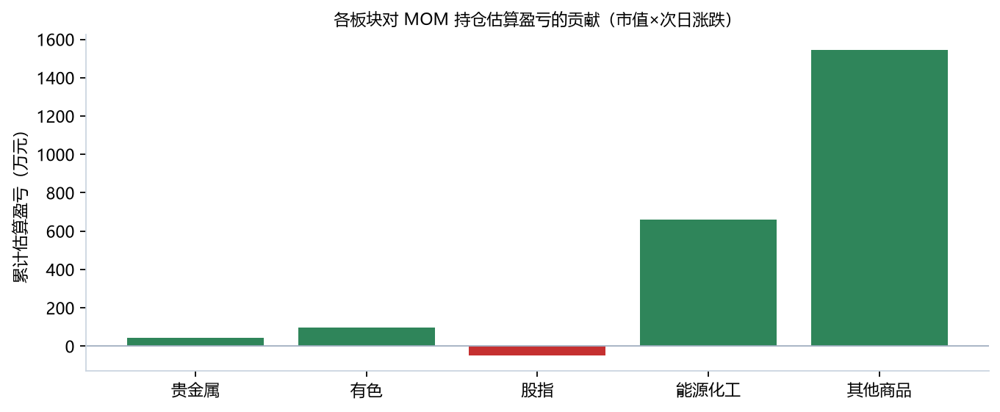 各板块对 MOM 持仓估算盈亏的贡献（市值×次日涨跌）
累计估算盈亏（万元）
1600
1400
1200
1000
800
600
400
200
0
贵金属
有色
股指
能源化工
其他商品